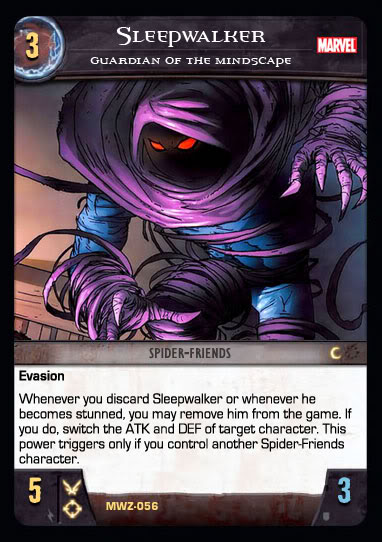 3
SLEEPWALKER
MARVEL
GUARDIAN OF THE MINDSCAPE
SPIDER-FRIENDS
C
Evasion
Whenever you discard Sleepwalker or whenever he
becomes stunned, you may remove him from the game. If
you do, switch the ATK and DEF of target character. This
power triggers only if you control another Spider-Friends
character.
5
MWZ-056
3